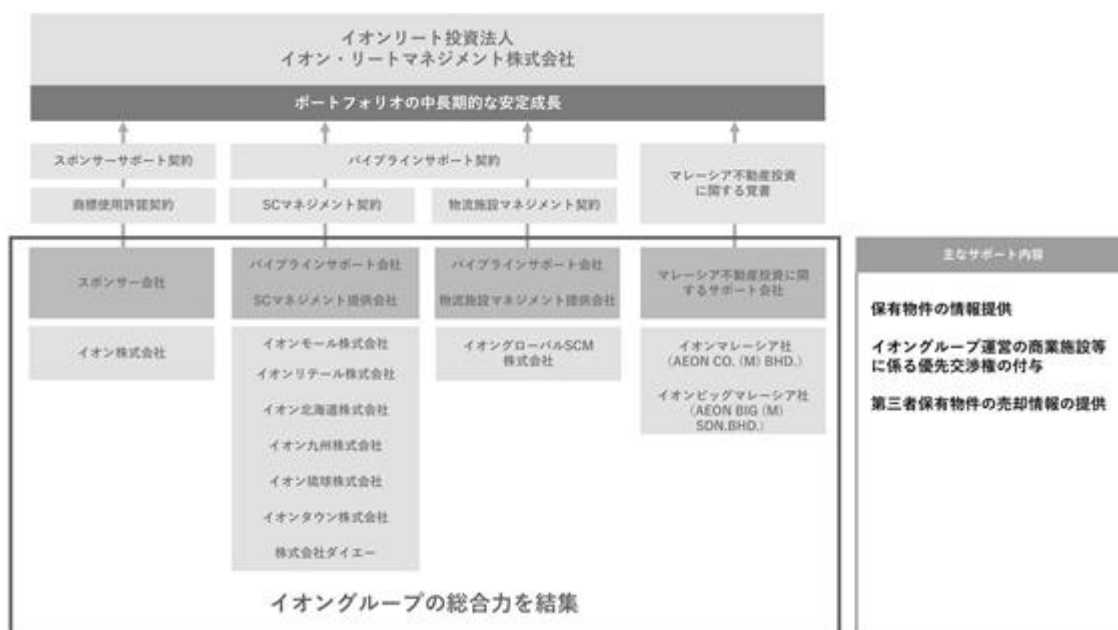 イオンリート投資法人
イオン・リートマネジメント株式会社
ポートフォリオの中長期的な安定成長
スポンサーサポート契約
パイプラインサポート契約
マレーシア不動産投資
に関する覚書
商標使用許諾契約
SCマネジメント契約
物流施設マネジメント契約
スポンサー会社
パイプラインサポート会社
SCマネジメント提供会社
パイプラインサポート会社
物流施設マネジメント提供会社
マレーシア不動産投資に関
するサポート会社
イオン株式会社
イオンモール株式会社
イオンリテール株式会社
イオン北海道株式会社
イオン九州株式会社
イオン琉球株式会社
イオンタウン株式会社
株式会社ダイエー
イオングローバルSCM
株式会社
イオンマレーシア社
(AEON CO. (M) BHD.)
イオンビッグマレーシア社
(AEON BIG (M)
SDN.BHD.)
イオングループの総合力を結集
主なサポート内容
保有物件の情報提供
イオングループ運営の商業施設等
に係る優先交渉権の付与
第三者保有物件の売却情報の提供